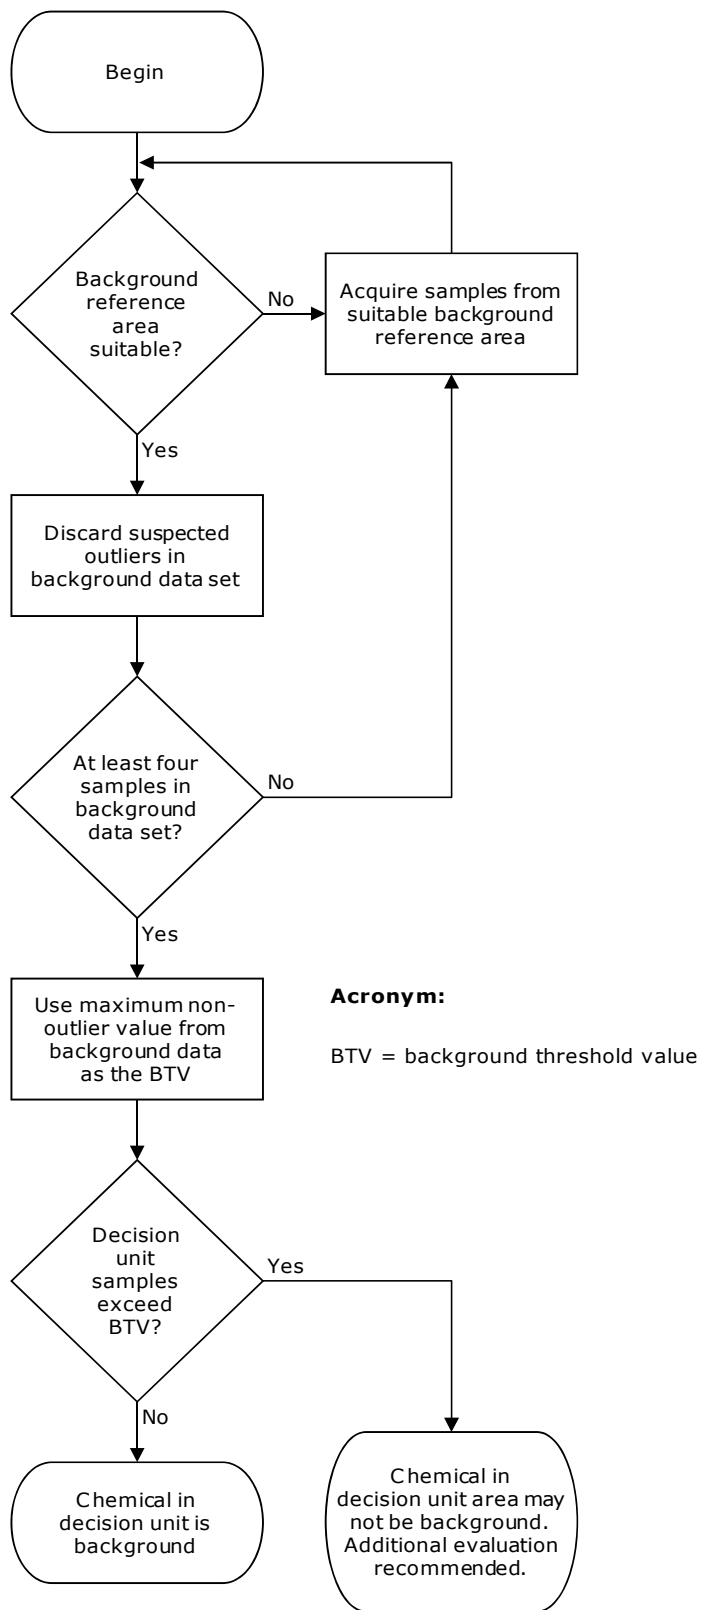 Begin
Background
reference
area
suitable?
No
Acquire samples from
suitable background
reference area
Yes
Discard suspected
outliers in
background data set
At least four
samples in
background
data set?
No
Yes
Use maximum non-
outlier value from
background data
as the BTV
Acronym:
BTV = background threshold value
Decision
unit
samples
exceed
BTV?
Yes
No
Chemical in
decision unit is
background
Chemical in
decision unit area may
not be background.
Additional evaluation
recommended.